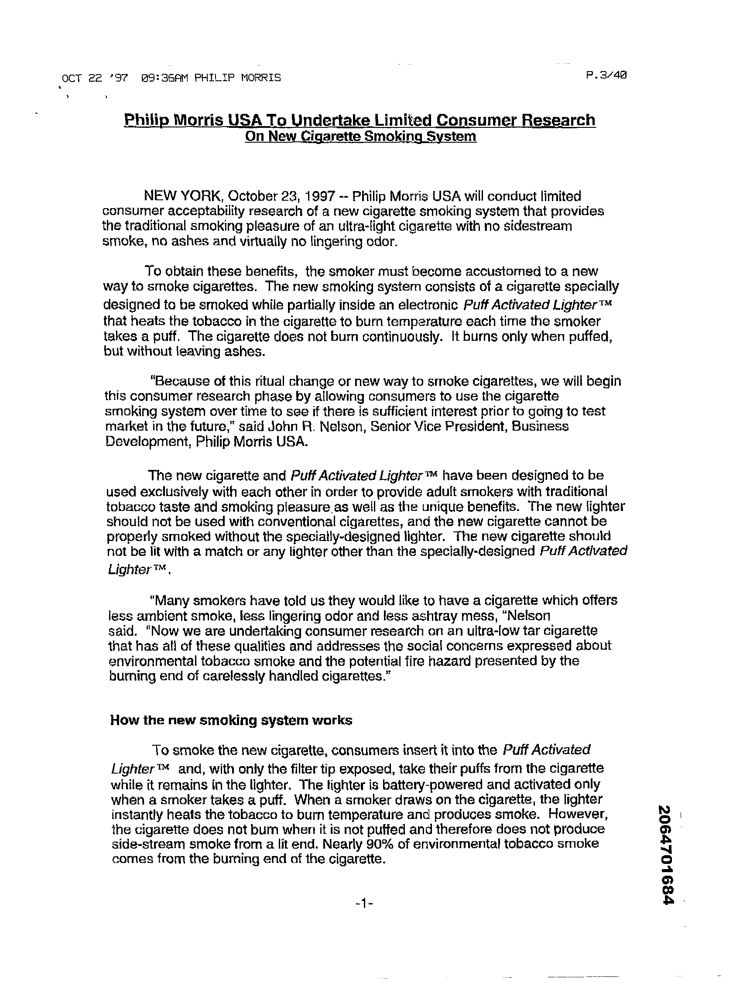 OCT 22 '97 09:36AM PHILIP MORRIS
P.3/40
Philip Morris USA To Undertake Limited Consumer Research
On New Cigarette Smoking System
NEW YORK, October 23, 1997 -- Philip Morris USA will conduct limited
consumer acceptability research of a new cigarette smoking system that provides
the traditional smoking pleasure of an ultra-light cigarette with no sidestream
smoke, no ashes and virtually no lingering odor.
To obtain these benefits, the smoker must become accustomed to a new
way to smoke cigarettes. The new smoking system consists of a cigarette specially
designed to be smoked while partially inside an electronic Puff Activated Lighter™
that heats the tobacco in the cigarette to burn temperature each time the smoker
takes a puff. The cigarette does not burn continuously. It burns only when puffed,
but without leaving ashes.
"Because of this ritual change or new way to smoke cigarettes, we will begin
this consumer research phase by allowing consumers to use the cigarette
smoking system over time to see if there is sufficient interest prior to going to test
market in the future," said John R. Nelson, Senior Vice President, Business
Development, Philip Morris USA.
The new cigarette and Puff Activated Lighter™ have been designed to be
used exclusively with each other in order to provide adult smokers with traditional
tobacco taste and smoking pleasure as well as the unique benefits. The new lighter
should not be used with conventional cigarettes, and the new cigarette cannot be
properly smoked without the specially-designed lighter. The new cigarette should
not be lit with a match or any lighter other than the specially-designed Puff Activated
Lighter™.
"Many smokers have told us they would like to have a cigarette which offers
less ambient smoke, less lingering odor and less ashtray mess, "Nelson
said. "Now we are undertaking consumer research on an ultra-low tar cigarette
that has all of these qualities and addresses the social concerns expressed about
environmental tobacco smoke and the potential fire hazard presented by the
burning end of carelessly handled cigarettes."
How the new smoking system works
To smoke the new cigarette, consumers insert it into the Puff Activated
Lighter™ and, with only the filter tip exposed, take their puffs from the cigarette
while it remains in the lighter. The lighter is battery-powered and activated only
when a smoker takes a puff. When a smoker draws on the cigarette, the lighter
instantly heats the tobacco to burn temperature and produces smoke. However,
the cigarette does not burn when it is not puffed and therefore does not produce
side-stream smoke from a lit end. Nearly 90% of environmental tobacco smoke
comes from the burning end of the cigarette.
-1-
2064701684